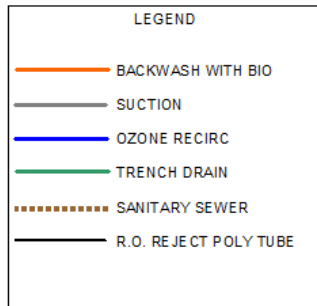 LEGEND
BACKWASH WITH BIO
SUCTION
OZONE RECIRC
TRENCH DRAIN
SANITARY SEWER
R.O. REJECT POLY TUBE